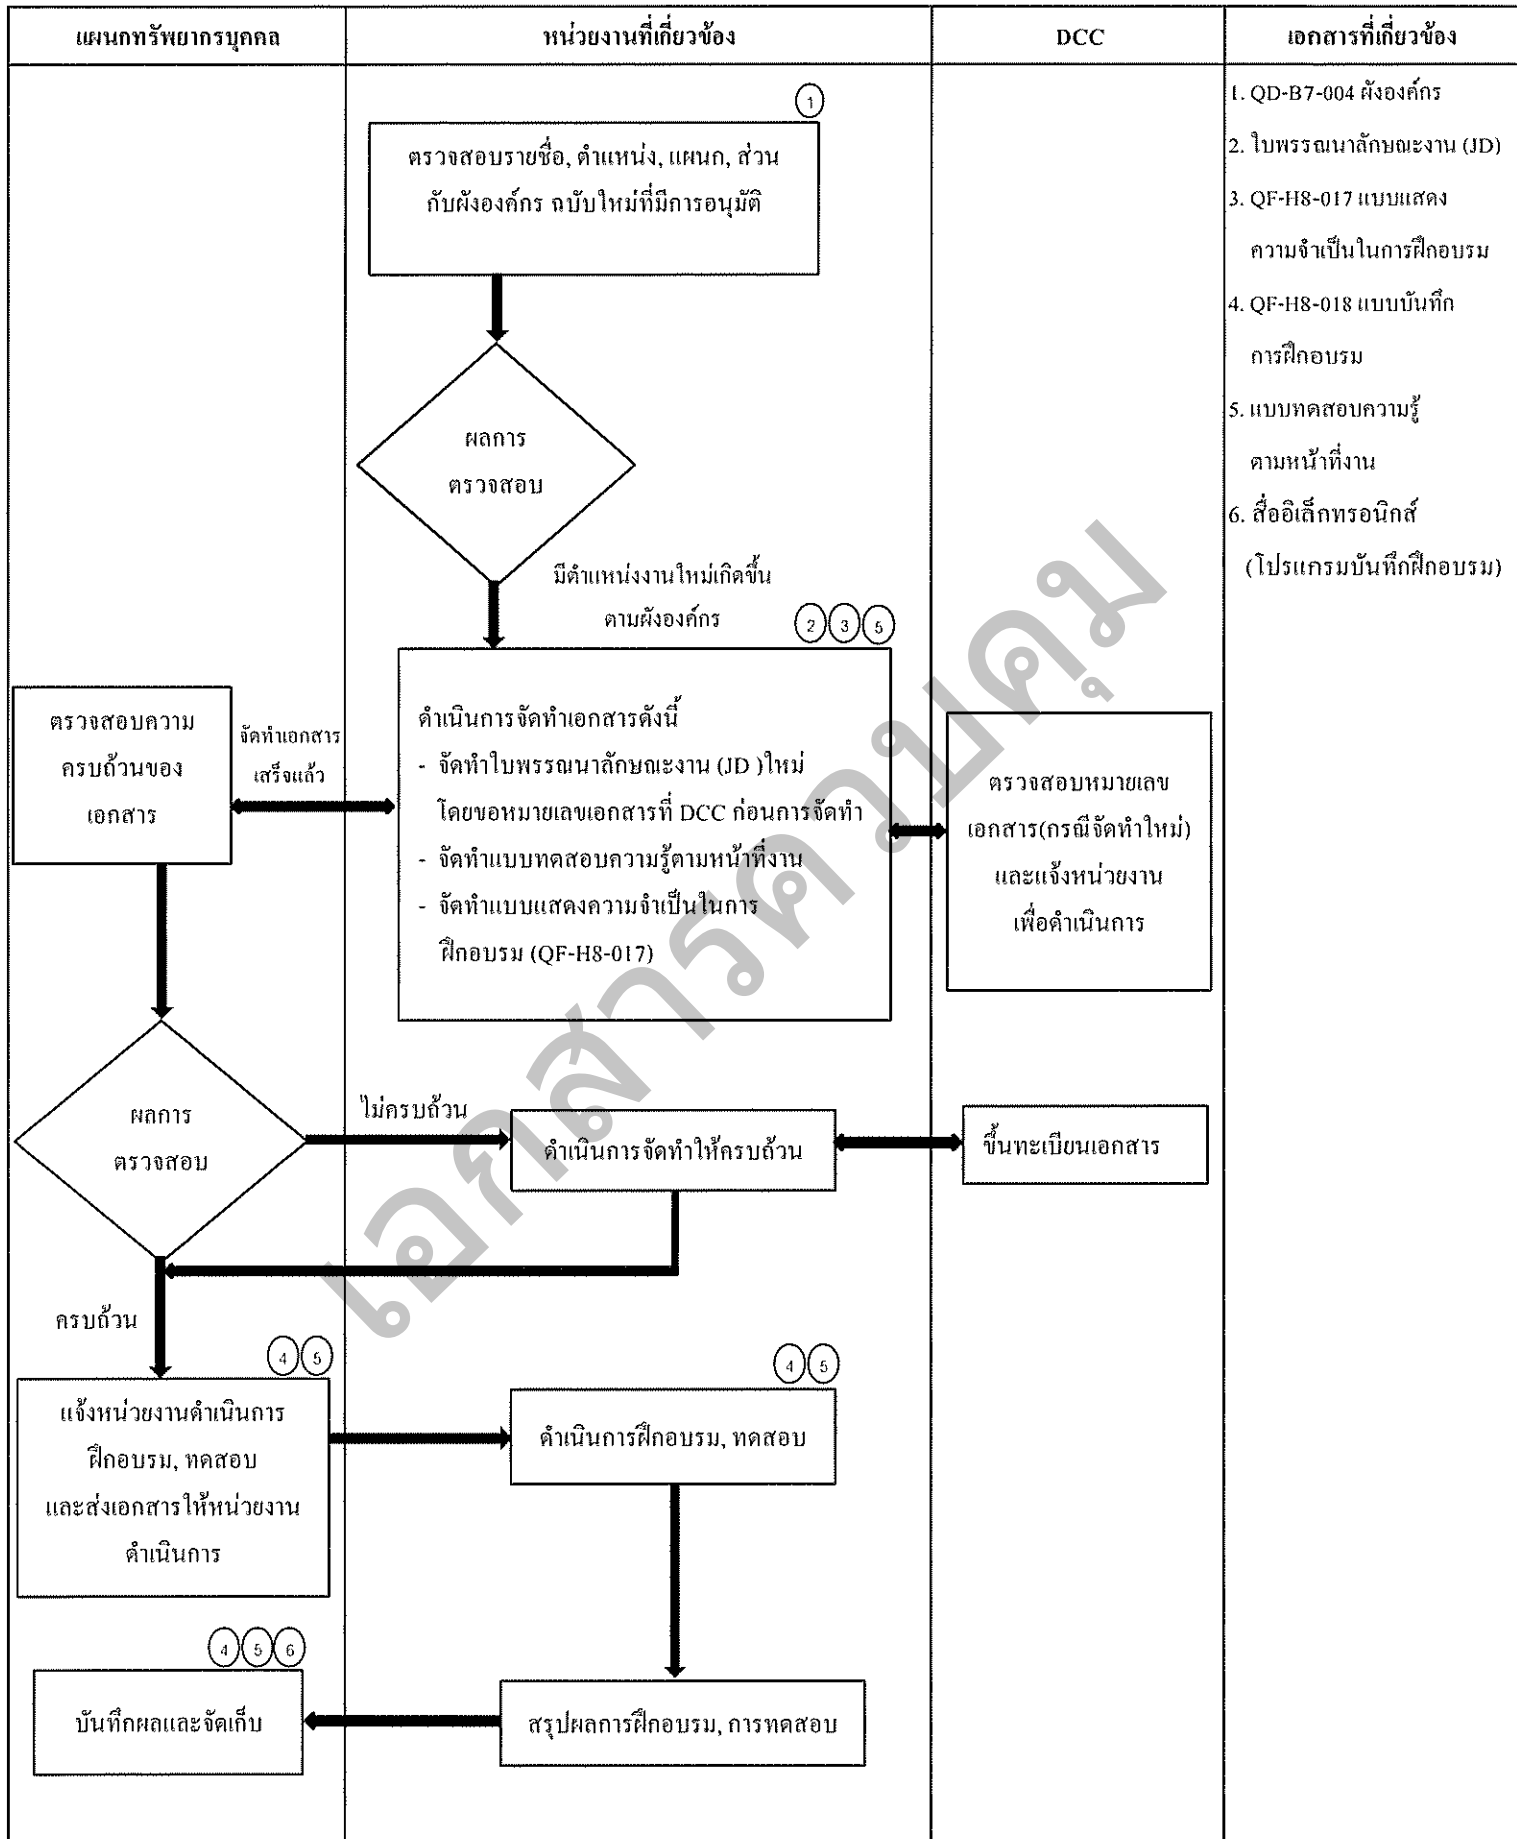 แผนกทรัพยากรบุคคล
หน่วยงานที่เกี่ยวข้อง
DCC
เอกสารที่เกี่ยวข้อง
1
ตรวจสอบรายชื่อ, ตำแหน่ง, แผนก, ส่วน
กับผังองค์กร ฉบับใหม่ที่มีการอนุมัติ
1. QD-B7-004 ผังองค์กร
2. ใบพรรณนาลักษณะงาน (JD)
3. QF-H8-017 แบบแสดง
ความจำเป็นในการฝึกอบรม
4. QF-H8-018 แบบบันทึก
การฝึกอบรม
5. แบบทดสอบความรู้
ตามหน้าที่งาน
6. สื่ออิเล็กทรอนิกส์
(โปรแกรมบันทึกฝึกอบรม)
ผลการ
ตรวจสอบ
มีตำแหน่งงานใหม่เกิดขึ้น
ตามผังองค์กร
2 3 5
ตรวจสอบความ
ครบถ้วนของ
เอกสาร
จัดทำเอกสาร
เสร็จแล้ว
ดำเนินการจัดทำเอกสารดังนี้
- จัดทำใบพรรณนาลักษณะงาน (JD )ใหม่
โดยขอหมายเลขเอกสารที่ DCC ก่อนการจัดทำ
- จัดทำแบบทดสอบความรู้ตามหน้าที่งาน
- จัดทำแบบแสดงความจำเป็นในการ
ฝึกอบรม (QF-H8-017)
ตรวจสอบหมายเลข
เอกสาร(กรณีจัดทำใหม่)
และแจ้งหน่วยงาน
เพื่อดำเนินการ
ผลการ
ตรวจสอบ
ไม่ครบถ้วน
ดำเนินการจัดทำให้ครบถ้วน
ขึ้นทะเบียนเอกสาร
ครบถ้วน
4 5
แจ้งหน่วยงานดำเนินการ
ฝึกอบรม, ทดสอบ
และส่งเอกสารให้หน่วยงาน
ดำเนินการ
4 5
ดำเนินการฝึกอบรม, ทดสอบ
4 5 6
บันทึกผลและจัดเก็บ
สรุปผลการฝึกอบรม, การทดสอบ
เอกสารควบคุม